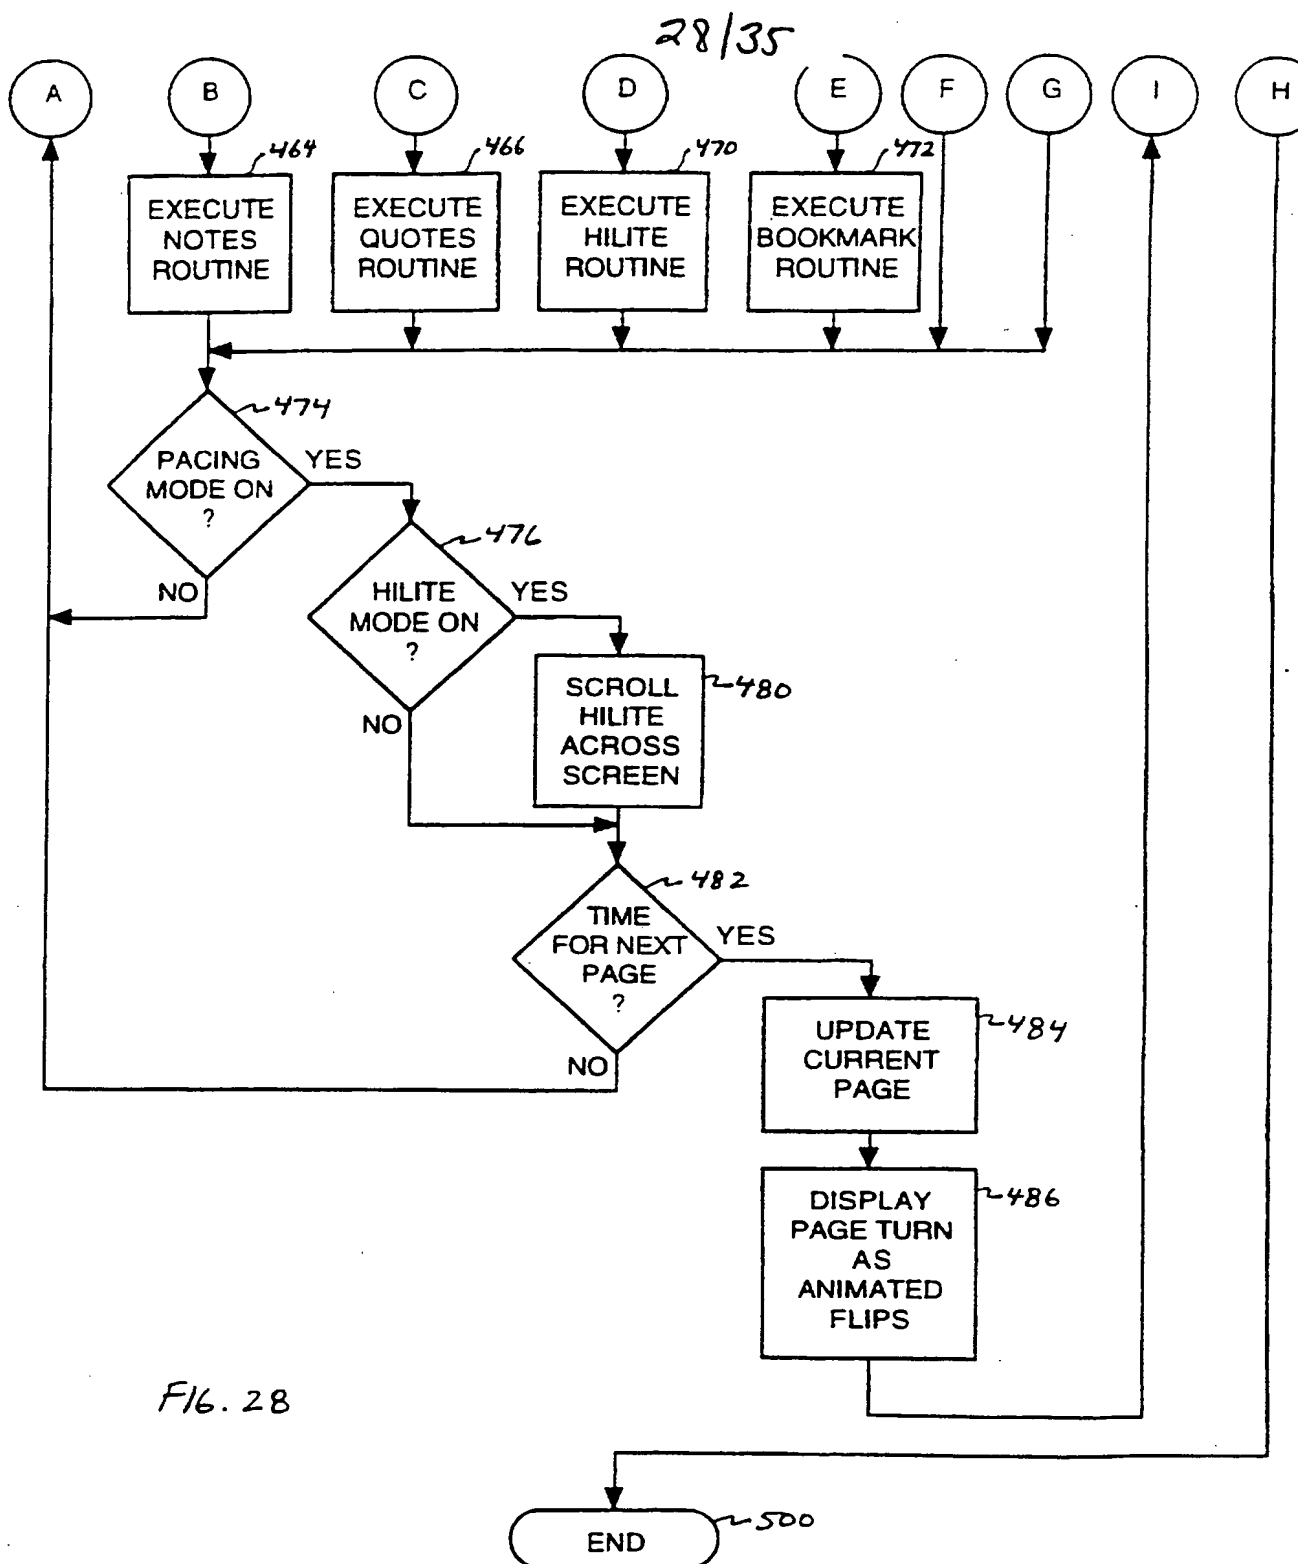 28/35
A B C D E F G I H
464
EXECUTE
NOTES
ROUTINE
466
EXECUTE
QUOTES
ROUTINE
470
EXECUTE
HILITE
ROUTINE
472
EXECUTE
BOOKMARK
ROUTINE
474
PACING
MODE ON
?
YES
NO
476
HILITE
MODE ON
?
YES
NO
480
SCROLL
HILITE
ACROSS
SCREEN
482
TIME
FOR NEXT
PAGE
?
YES
NO
484
UPDATE
CURRENT
PAGE
486
DISPLAY
PAGE TURN
AS
ANIMATED
FLIPS
FIG. 28
500
END